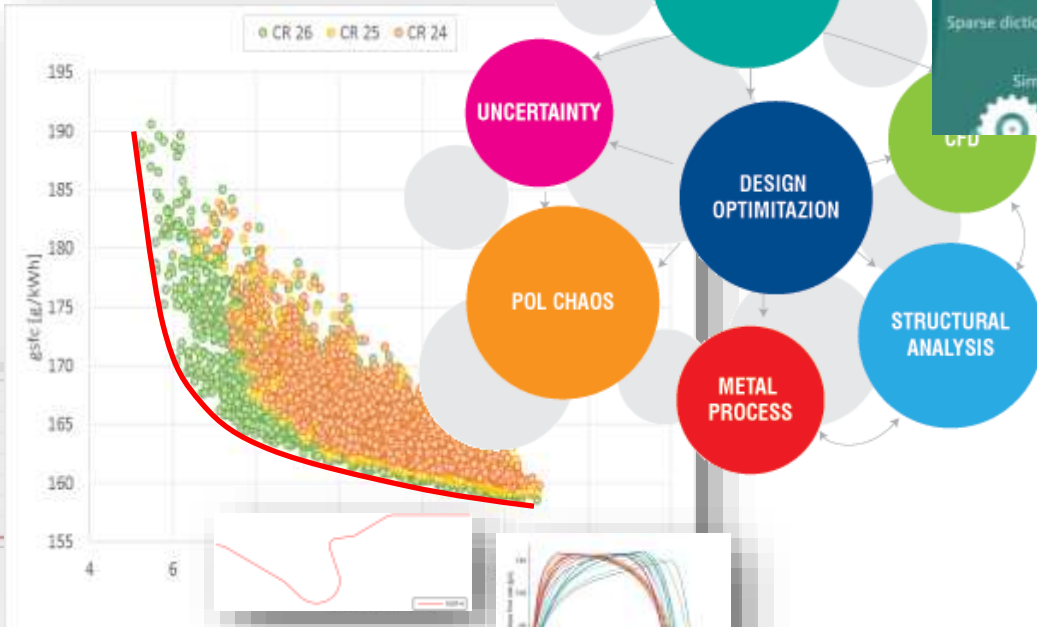 CR 26 CR 25 CR 24
195
190
185
180
175
170
165
160
155
4
6
gsfc [g/kWh]
Sparse
UNCERTAINTY
CFD
DESIGN
OPTIMITAZION
POL CHAOS
STRUCTURAL
ANALYSIS
METAL
PROCESS